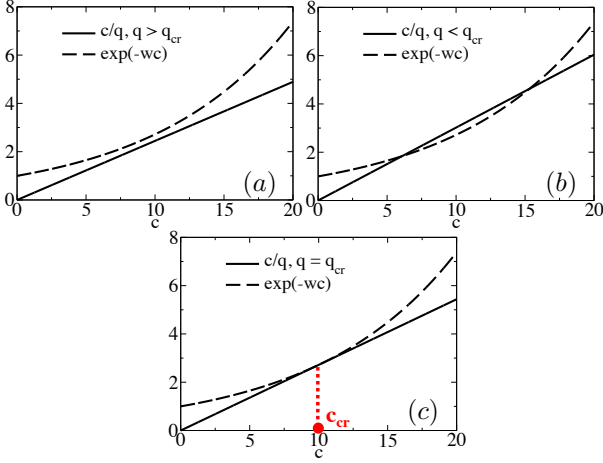 8
6
4
2
0
c/q, q > q_cr
exp(-wc)
(a)
0 5 10 15 20
c
8
6
4
2
0
c/q, q < q_cr
exp(-wc)
(b)
0 5 10 15 20
c
8
6
4
2
0
c/q, q = q_cr
exp(-wc)
c_cr
(c)
0 5 10 15 20
c